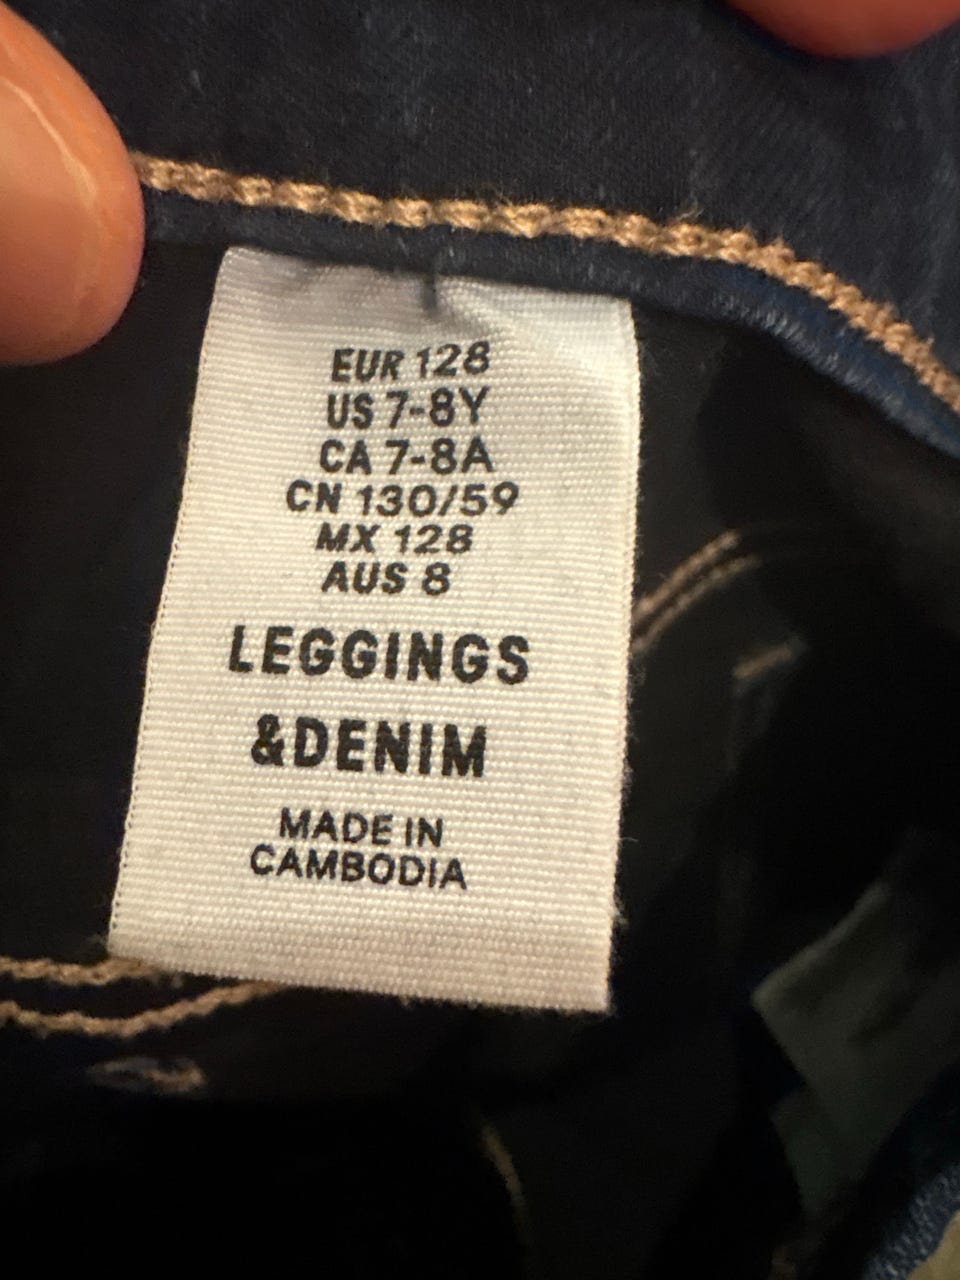 EUR 128
US 7-8Y
CA 7-8A
CN 130/59
MX 128
AUS 8
LEGGINGS
&DENIM
MADE IN
CAMBODIA